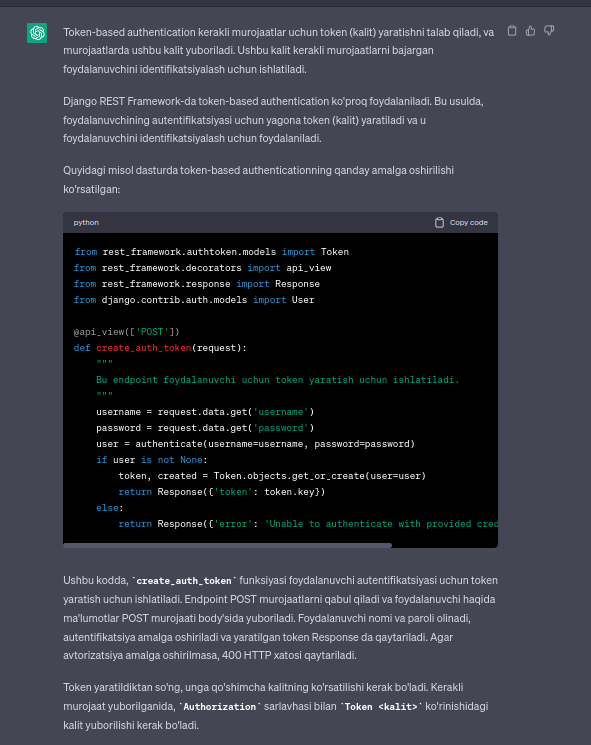 Token-based authentication kerakli murojaatlar uchun token (kalit) yaratishni talab qiladi, va
murojaatlarda ushbu kalit yuboriladi. Ushbu kalit kerakli murojaatlarni bajargan
foydalanuvchini identifikatsiyalash uchun ishlatiladi.
Django REST Framework-da token-based authentication ko'proq foydalaniladi. Bu usulda,
foydalanuvchining autentifikatsiyasi uchun yagona token (kalit) yaratiladi va u
foydalanuvchini identifikatsiyalash uchun foydalaniladi.
Quyidagi misol dasturda token-based authenticationning qanday amalga oshirilishi
ko'rsatilgan:
python Copy code
from rest_framework.authtoken.models import Token
from rest_framework.decorators import api_view
from rest_framework.response import Response
from django.contrib.auth.models import User
@api_view(['POST'])
def create_auth_token(request):
"""
Bu endpoint foydalanuvchi uchun token yaratish uchun ishlatiladi.
"""
username = request.data.get('username')
password = request.data.get('password')
user = authenticate(username=username, password=password)
if user is not None:
token, created = Token.objects.get_or_create(user=user)
return Response({'token': token.key})
else:
return Response({'error': 'Unable to authenticate with provided cred
Ushbu kodda, `create_auth_token` funksiyasi foydalanuvchi autentifikatsiyasi uchun token
yaratish uchun ishlatiladi. Endpoint POST murojaatlarni qabul qiladi va foydalanuvchi haqida
ma'lumotlar POST murojaati body'sida yuboriladi. Foydalanuvchi nomi va paroli olinadi,
autentifikatsiya amalga oshiriladi va yaratilgan token Response da qaytariladi. Agar
avtorizatsiya amalga oshirilmasa, 400 HTTP xatosi qaytariladi.
Token yaratildiktan so'ng, unga qo'shimcha kalitning ko'rsatilishi kerak bo'ladi. Kerakli
murojaat yuborilganida, `Authorization` sarlavhasi bilan `Token <kalit>` ko'rinishidagi
kalit yuborilishi kerak bo'ladi.